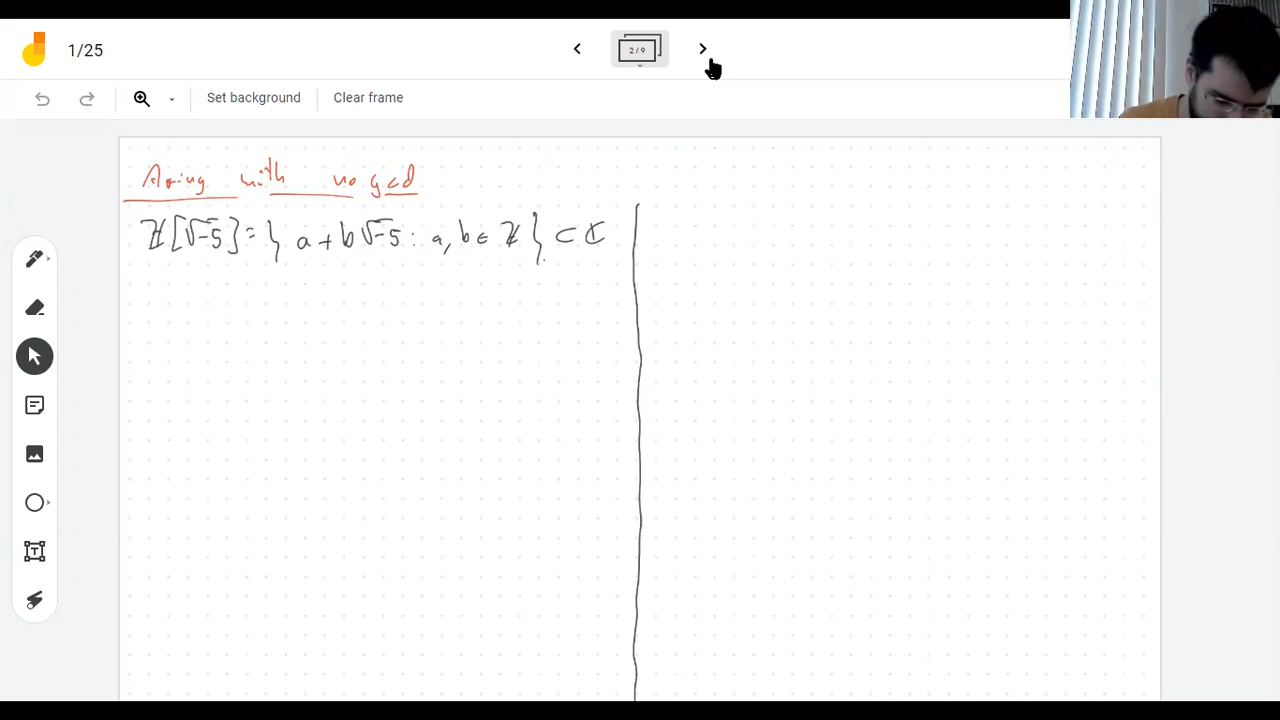 1/25
2/9
Set background
Clear frame
A ring with no gcd
ℤ[√-5] = { a + b√-5 : a, b ∈ ℤ } ⊂ ℂ